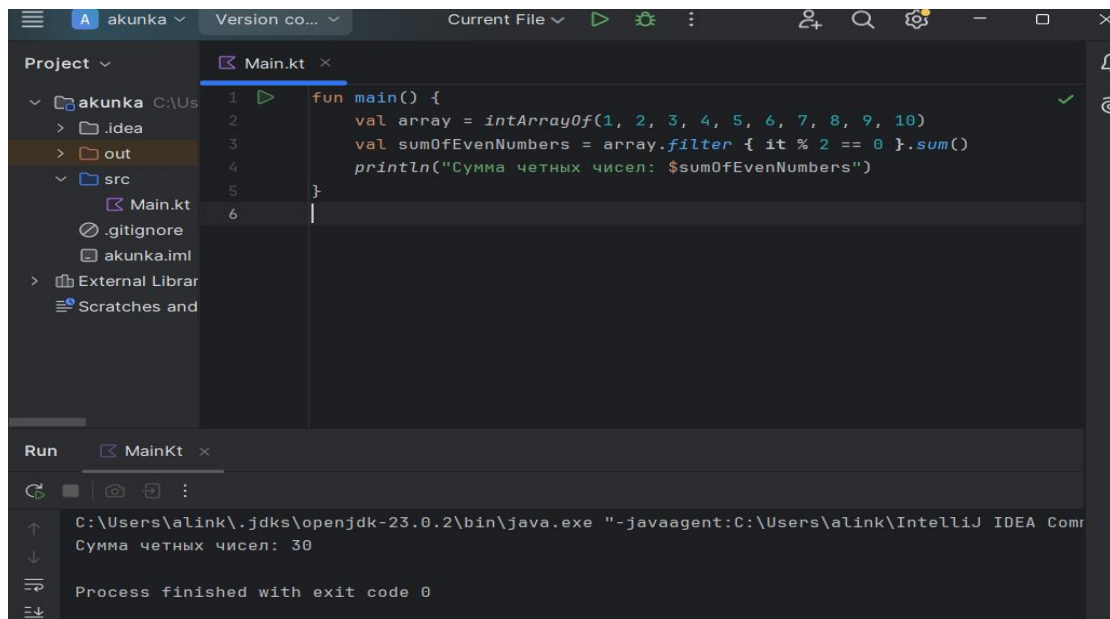 A akunka Version co... Current File
Project
Main.kt
akunka C:\Us
.idea
out
src
Main.kt
.gitignore
akunka.iml
External Librar
Scratches and
1 fun main() {
2 val array = intArrayOf(1, 2, 3, 4, 5, 6, 7, 8, 9, 10)
3 val sumOfEvenNumbers = array.filter { it % 2 == 0 }.sum()
4 println("Сумма четных чисел: $sumOfEvenNumbers")
5 }
6
Run MainKt
C:\Users\alink\.jdks\openjdk-23.0.2\bin\java.exe "-javaagent:C:\Users\alink\IntelliJ IDEA Com
Сумма четных чисел: 30
Process finished with exit code 0